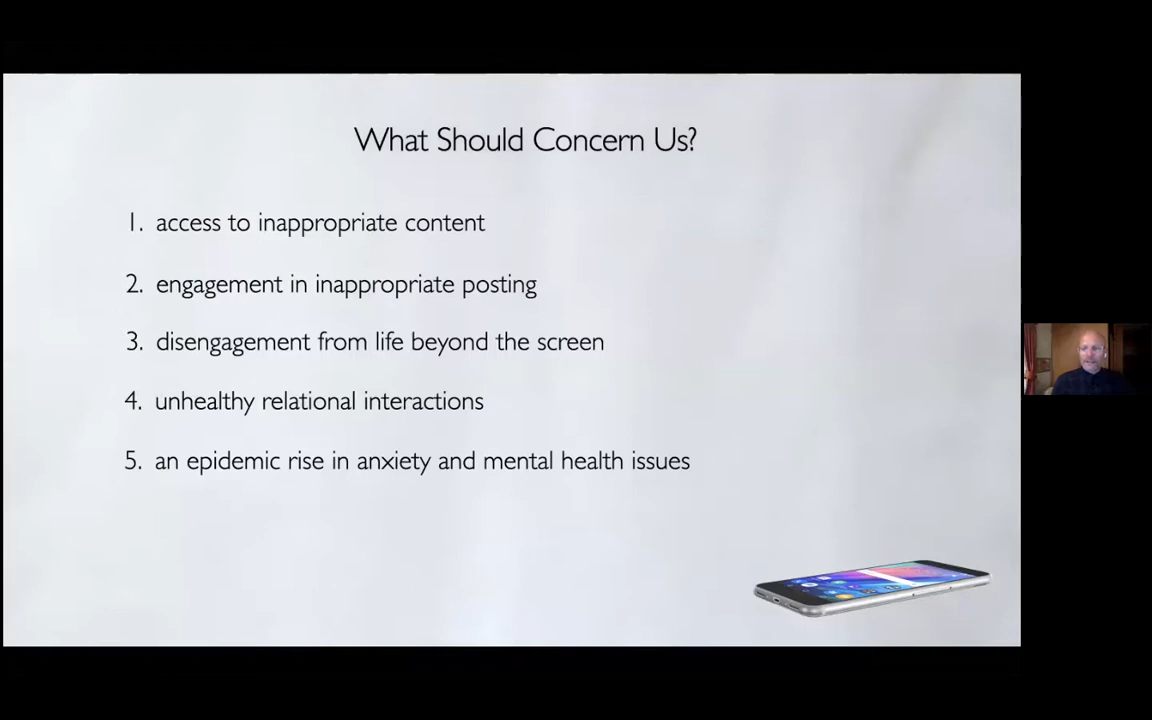 What Should Concern Us?
1. access to inappropriate content
2. engagement in inappropriate posting
3. disengagement from life beyond the screen
4. unhealthy relational interactions
5. an epidemic rise in anxiety and mental health issues